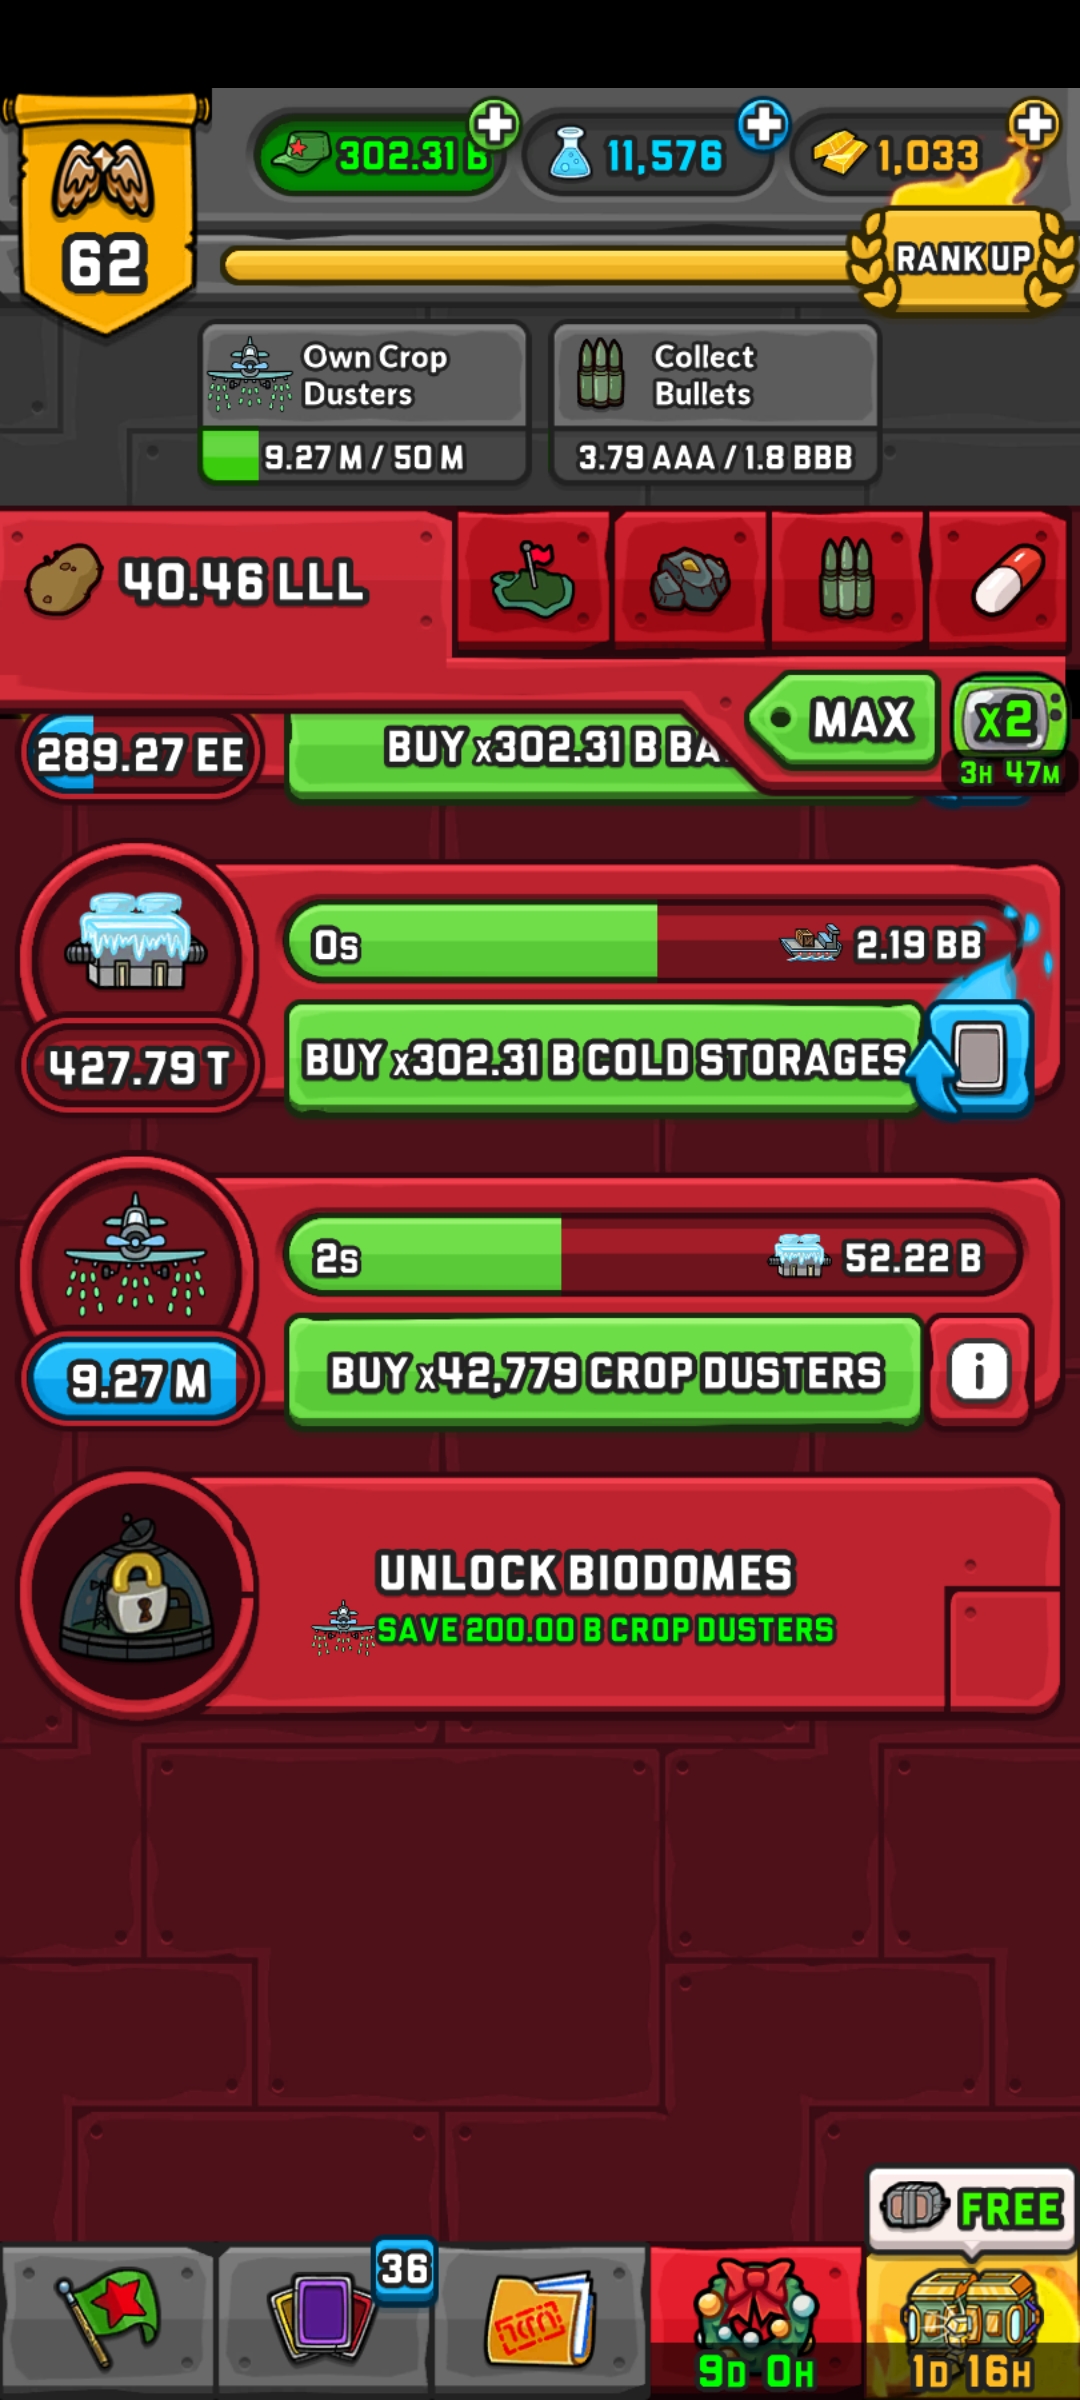 302.31 B
11,576
1,033
62
RANK UP
Own Crop
Dusters
9.27 M / 50 M
Collect
Bullets
3.79 AAA / 1.8 BBB
40.46 LLL
MAX
x2
3H 47M
289.27 EE
BUY x302.31 B BA
0s
2.19 BB
427.79 T
BUY x302.31 B COLD STORAGES
2s
52.22 B
9.27 M
BUY x42,779 CROP DUSTERS
i
UNLOCK BIODOMES
SAVE 200.00 B CROP DUSTERS
FREE
36
9D 0H
1D 16H